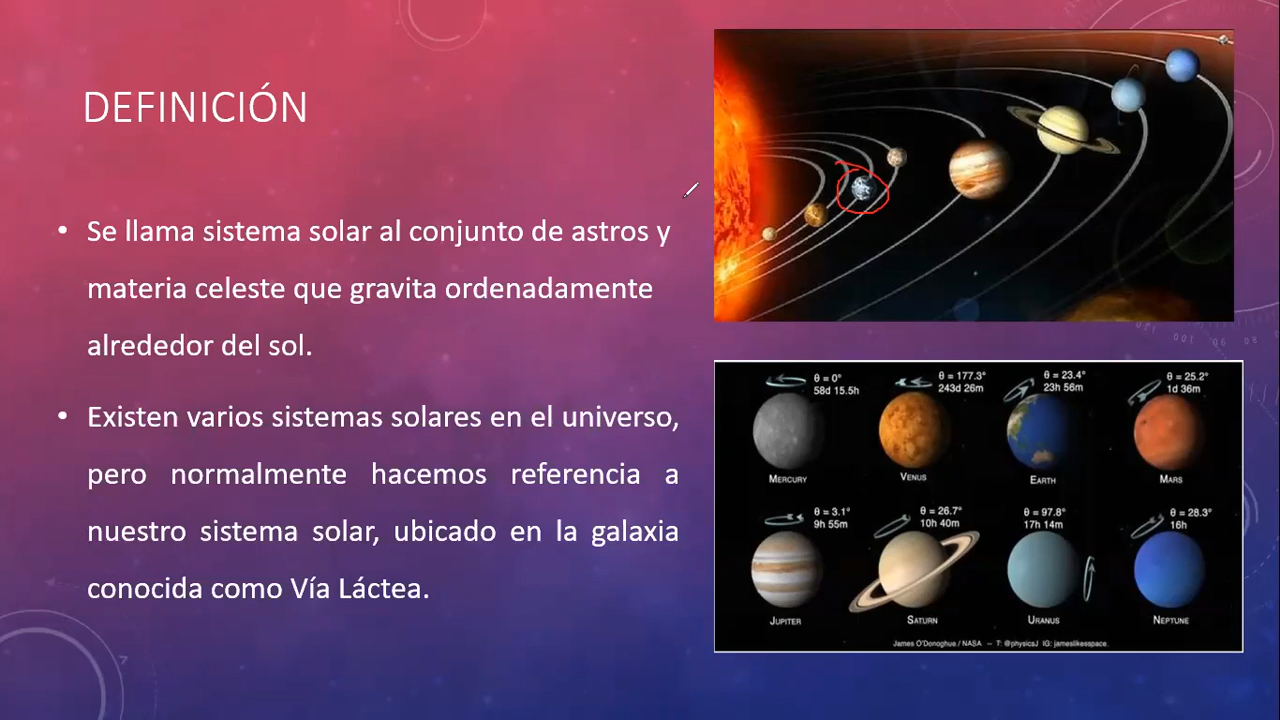 DEFINICIÓN
• Se llama sistema solar al conjunto de astros y
materia celeste que gravita ordenadamente
alrededor del sol.
• Existen varios sistemas solares en el universo,
pero normalmente hacemos referencia a
nuestro sistema solar, ubicado en la galaxia
conocida como Vía Láctea.
θ = 0°
58d 15.5h
MERCURY
θ = 177.3°
243d 26m
VENUS
θ = 23.4°
23h 56m
EARTH
θ = 25.2°
1d 36m
MARS
θ = 3.1°
9h 55m
JUPITER
θ = 26.7°
10h 40m
SATURN
θ = 97.8°
17h 14m
URANUS
θ = 28.3°
16h
NEPTUNE
James O'Donoghue / NASA – T: @physicsJ IG: jameslikesspace.